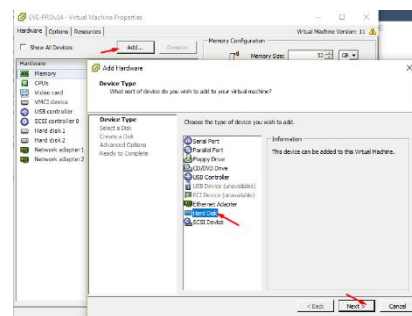 EVE-PROv24 - Virtual Machine Properties
Hardware Options Resources
Virtual Machine Version: 11
Show All Devices
Add...
Remove
Memory Configuration
Memory Size: 32 GB
Hardware
Memory
CPUs
Video card
VMCI device
USB controller
SCSI controller 0
Hard disk 1
Hard disk 2
Network adapter 1
Network adapter 2
Add Hardware
Device Type
What sort of device do you wish to add to your virtual machine?
Device Type
Select a Disk
Create a Disk
Advanced Options
Ready to Complete
Choose the type of device you wish to add.
Serial Port
Parallel Port
Floppy Drive
CD/DVD Drive
USB Controller
USB Device (unavailable)
PCI Device (unavailable)
Ethernet Adapter
Hard Disk
SCSI Device
Information
This device can be added to this Virtual Machine.
< Back
Next >
Cancel